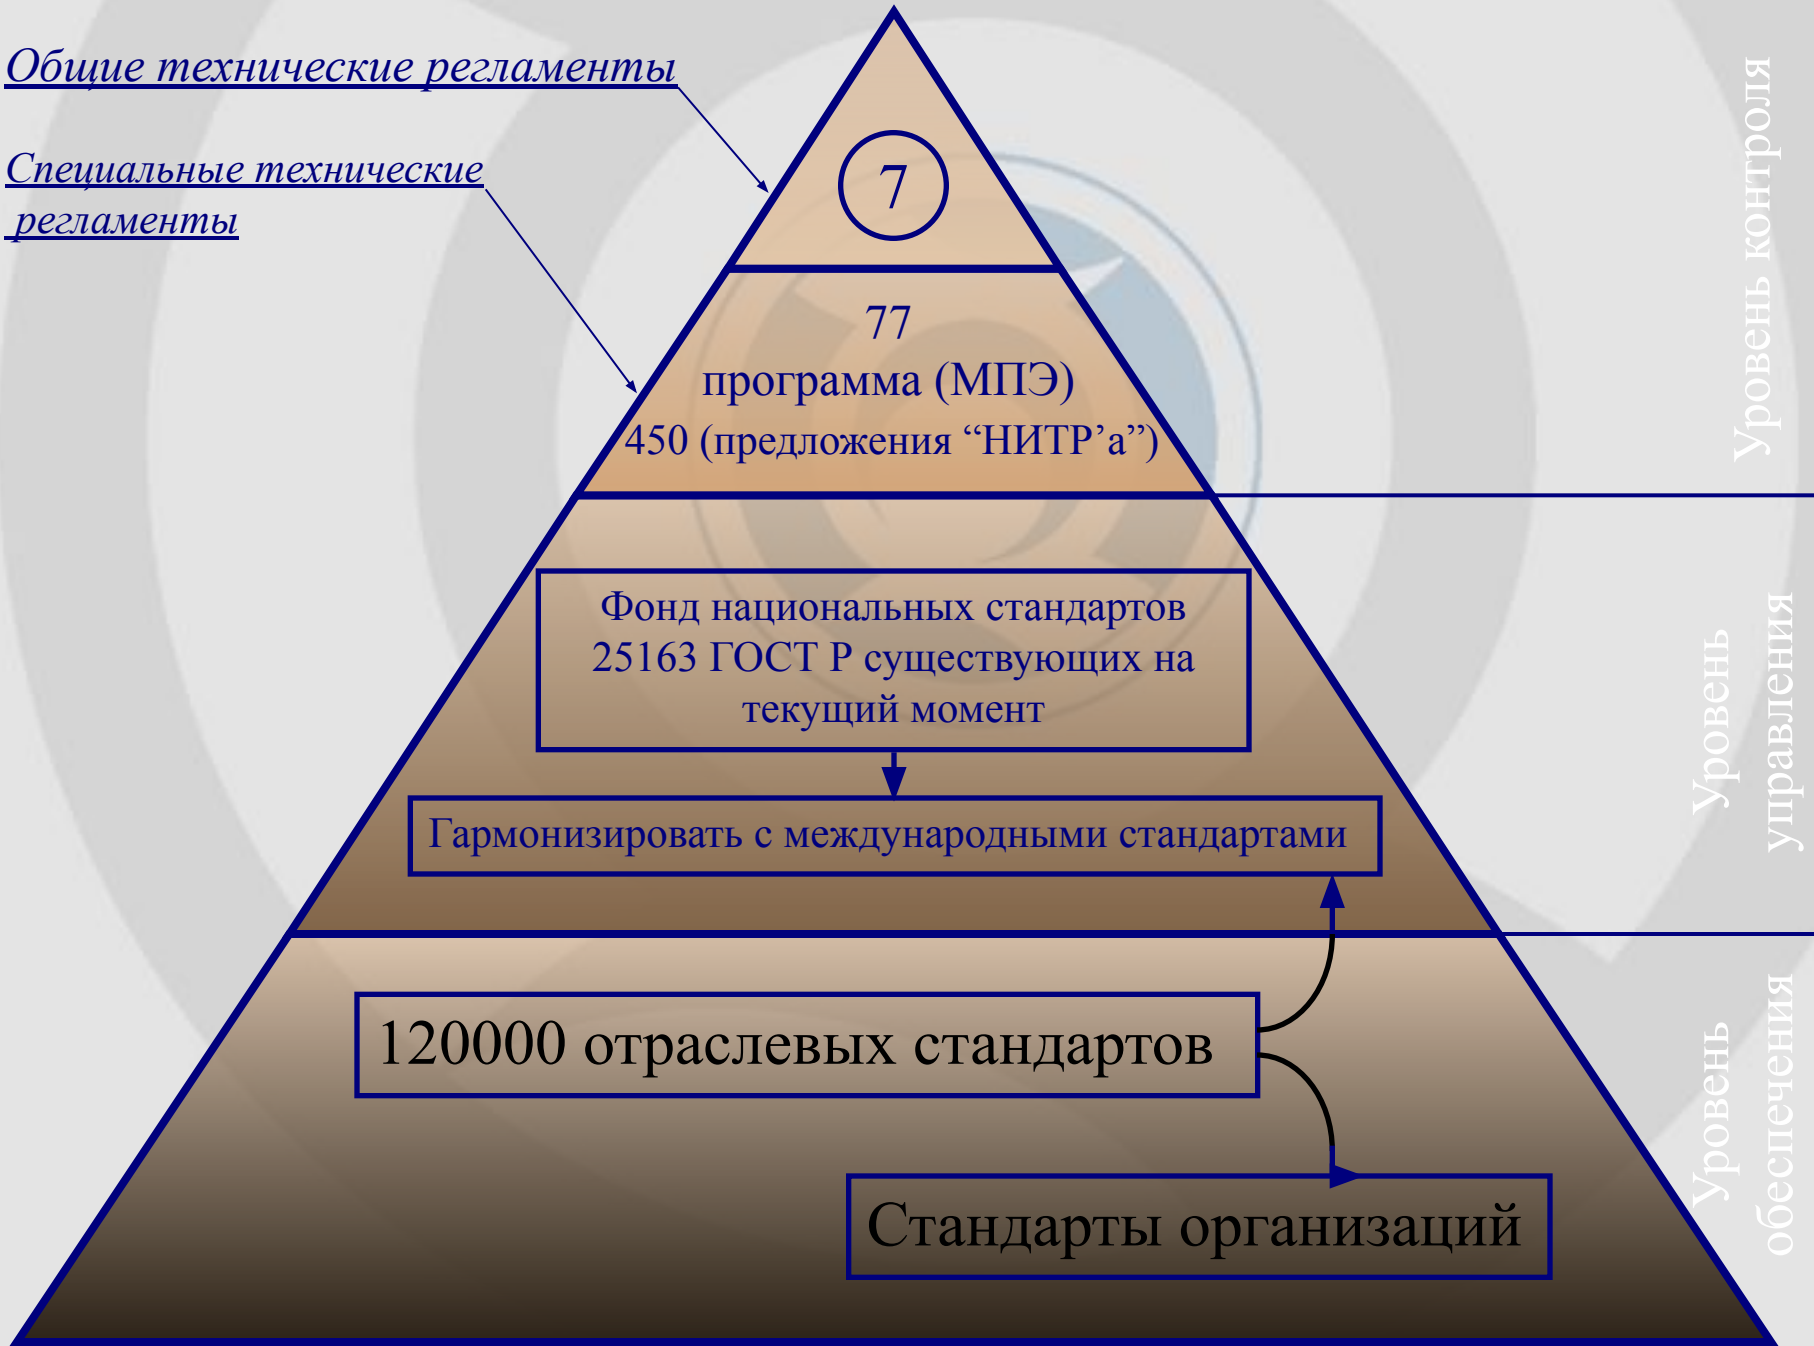 Общие технические регламенты
Специальные технические
регламенты
7
77
программа (МПЭ)
450 (предложения “НИТР’а”)
Уровень контроля
Фонд национальных стандартов
25163 ГОСТ Р существующих на
текущий момент
Гармонизировать с международными стандартами
Уровень
управления
120000 отраслевых стандартов
Стандарты организаций
Уровень
обеспечения